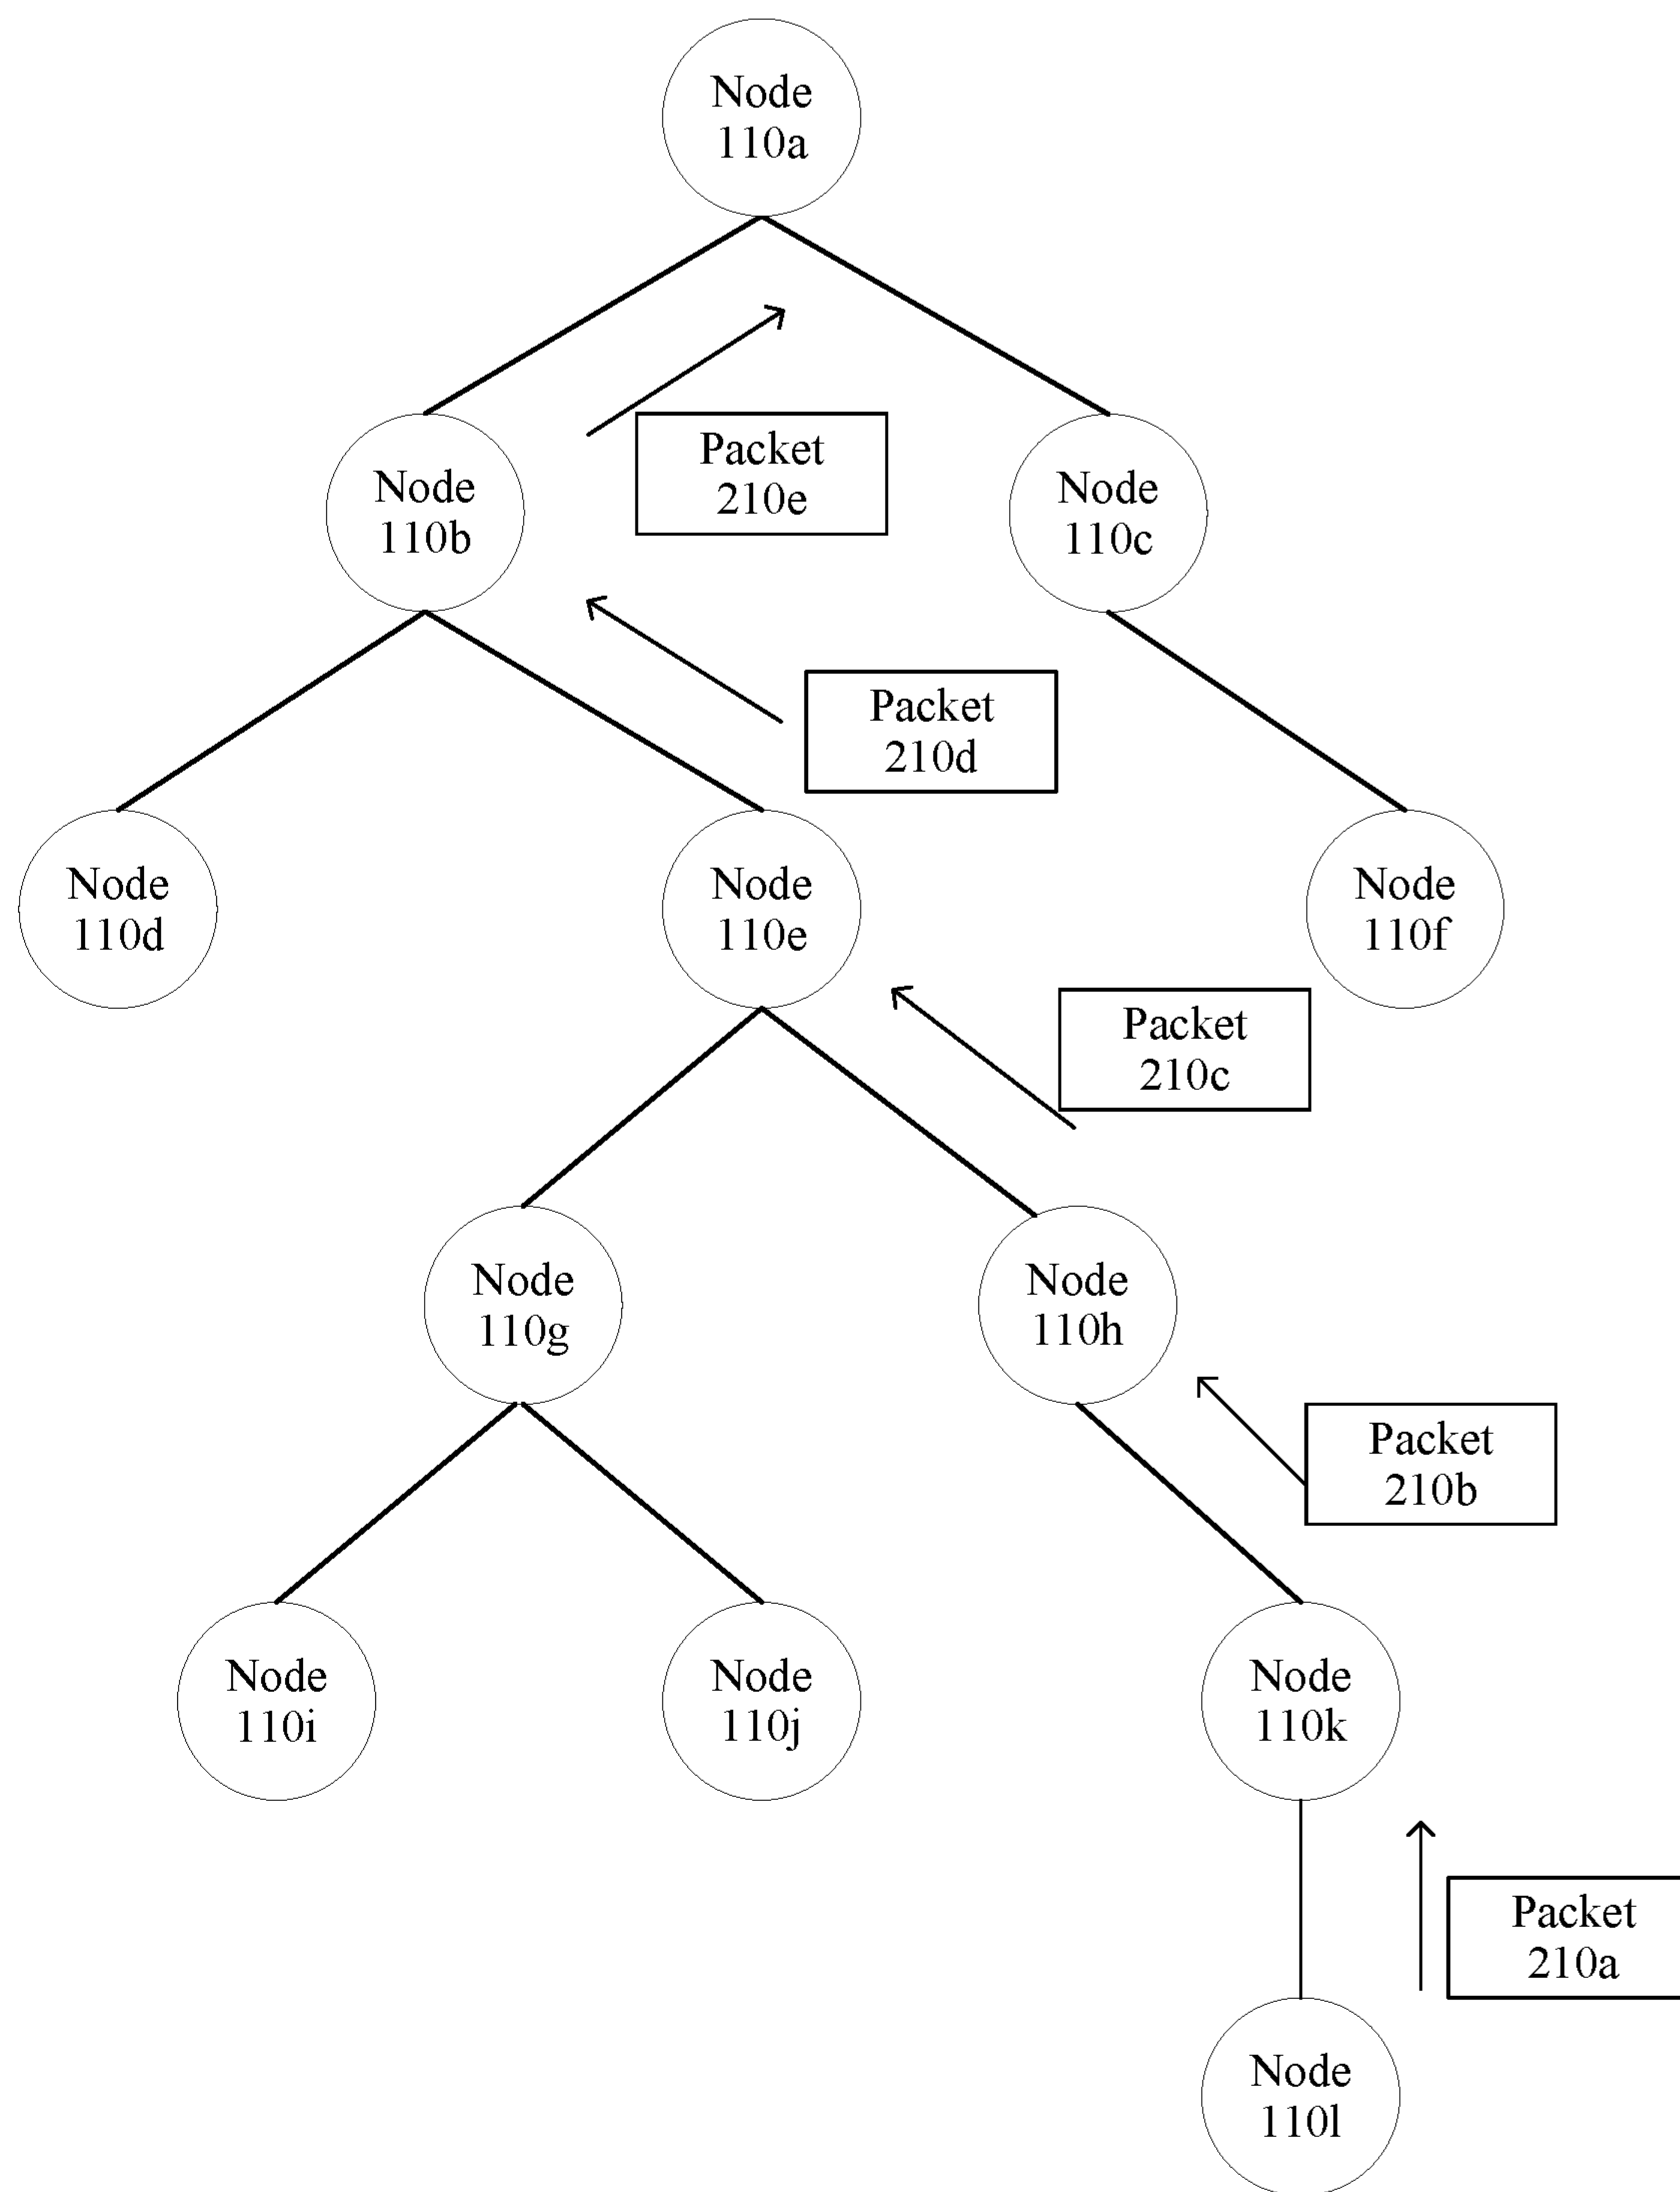 Node
110a
Node
110b
Packet
210e
Node
110c
Packet
210d
Node
110d
Node
110e
Node
110f
Packet
210c
Node
110g
Node
110h
Packet
210b
Node
110i
Node
110j
Node
110k
Packet
210a
Node
110l